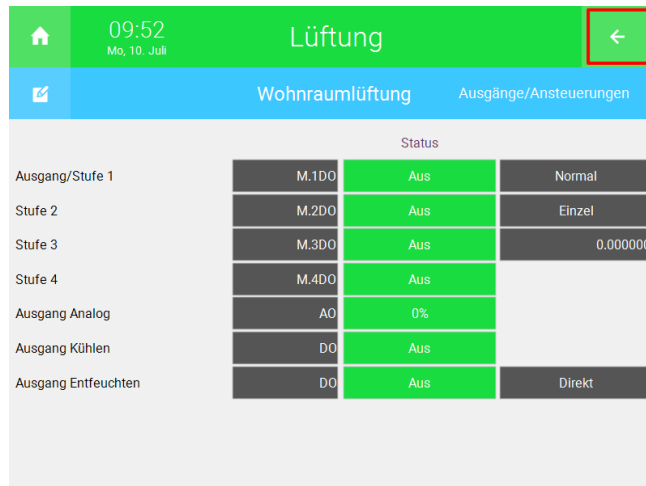 09:52
Mo, 10. Juli
Lüftung
Wohnraumlüftung Ausgänge/Ansteuerungen
Status
Ausgang/Stufe 1 M.1DO Aus Normal
Stufe 2 M.2DO Aus Einzel
Stufe 3 M.3DO Aus 0.000000
Stufe 4 M.4DO Aus
Ausgang Analog AO 0%
Ausgang Kühlen DO Aus
Ausgang Entfeuchten DO Aus Direkt